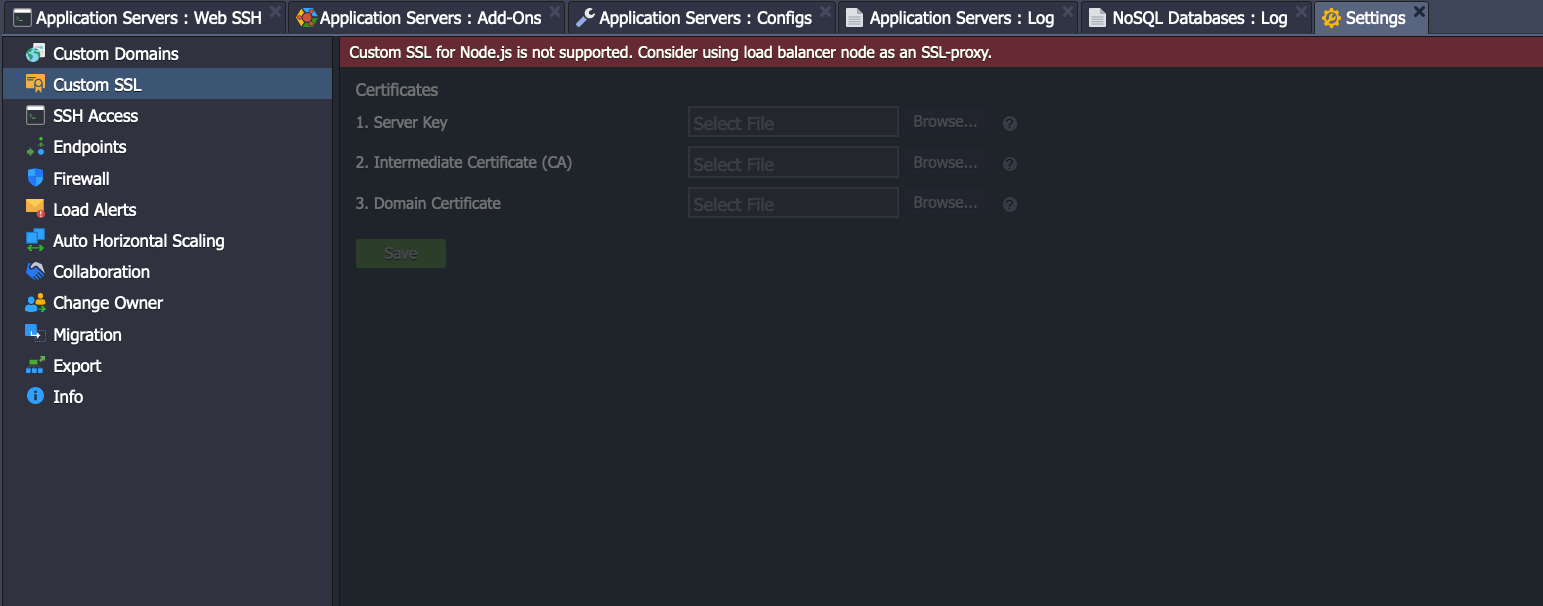 Application Servers : Web SSH
Application Servers : Add-Ons
Application Servers : Configs
Application Servers : Log
NoSQL Databases : Log
Settings
Custom Domains
Custom SSL
SSH Access
Endpoints
Firewall
Load Alerts
Auto Horizontal Scaling
Collaboration
Change Owner
Migration
Export
Info
Custom SSL for Node.js is not supported. Consider using load balancer node as an SSL-proxy.
Certificates
1. Server Key Select File Browse...
2. Intermediate Certificate (CA) Select File Browse...
3. Domain Certificate Select File Browse...
Save